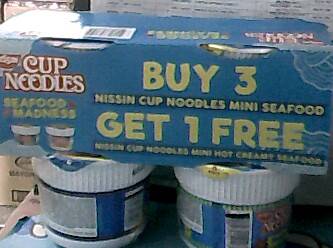 CUP
NOODLES
SEAFOOD
MADNESS
BUY 3
NISSIN CUP NOODLES MINI SEAFOOD
GET 1 FREE
NISSIN CUP NOODLES MINI HOT CREAMY SEAFOOD